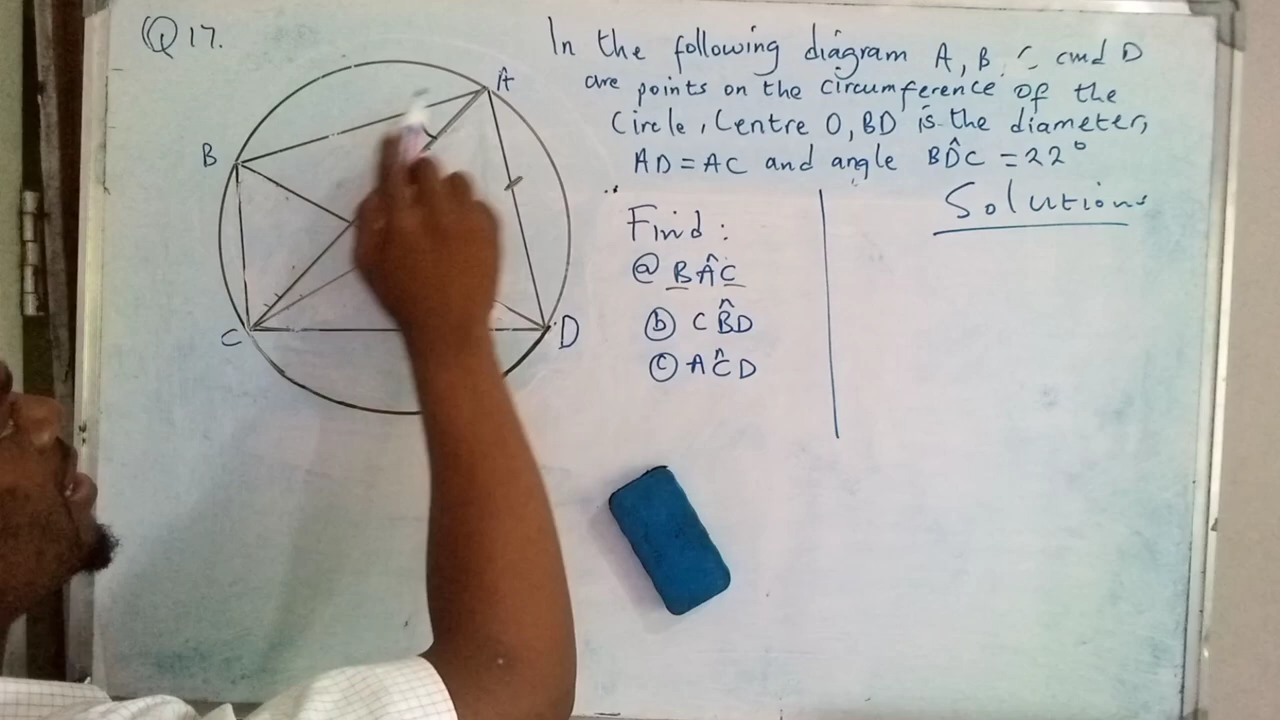 Q 17.
In the following diagram A, B, C and D
are points on the circumference of the
Circle, Centre O, BD is the diameter,
AD = AC and angle BD̂C = 22°
Solutions
Find :
ⓐ BÂC
ⓑ CB̂D
ⓒ AĈD
A
B
C
D